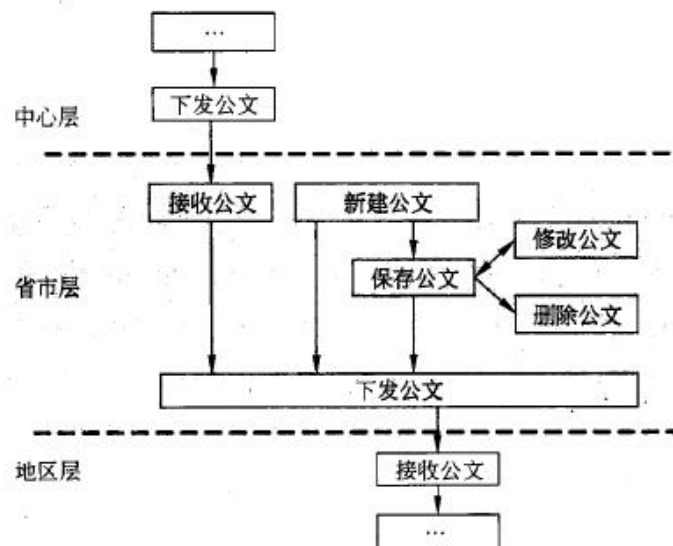 …
下发公文
中心层
接收公文
新建公文
修改公文
保存公文
省市层
删除公文
下发公文
接收公文
地区层
…